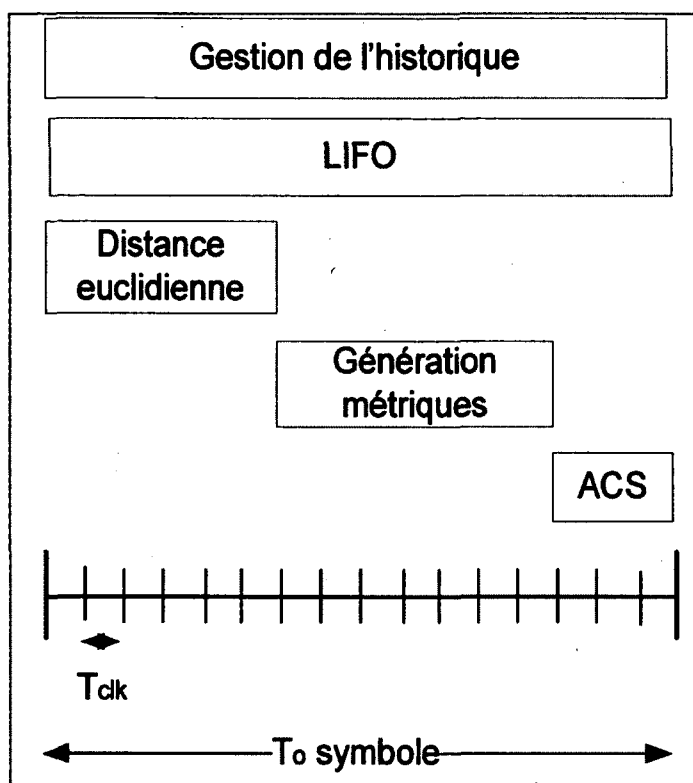 Gestion de l'historique
LIFO
Distance
euclidienne
Génération
métriques
ACS
Tclk
To symbole